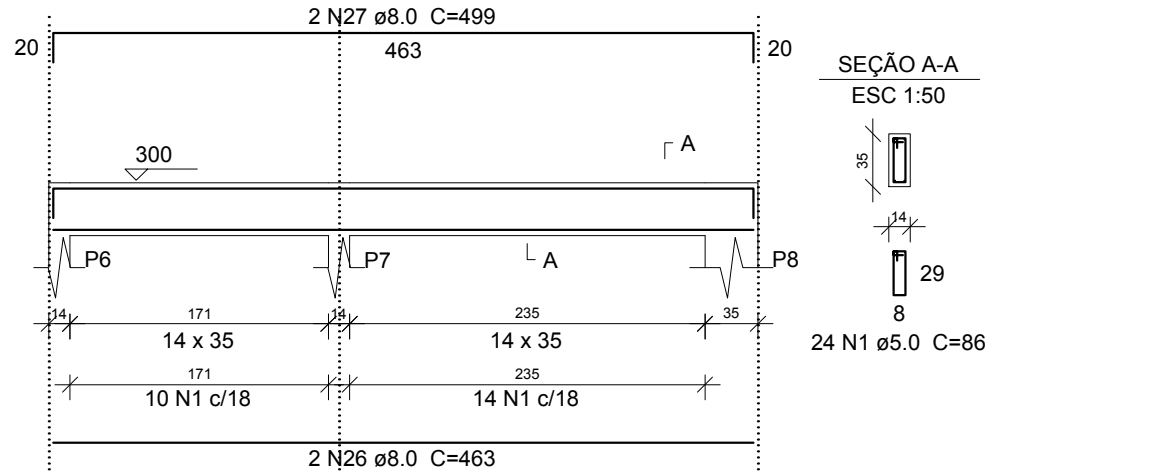 2 N27 ø8.0 C=499
20
463
20
SEÇÃO A-A
ESC 1:50
300
A
35
14
P6
P7
A
P8
29
8
24 N1 ø5.0 C=86
14
171
14
235
35
14 x 35
14 x 35
171
235
10 N1 c/18
14 N1 c/18
2 N26 ø8.0 C=463